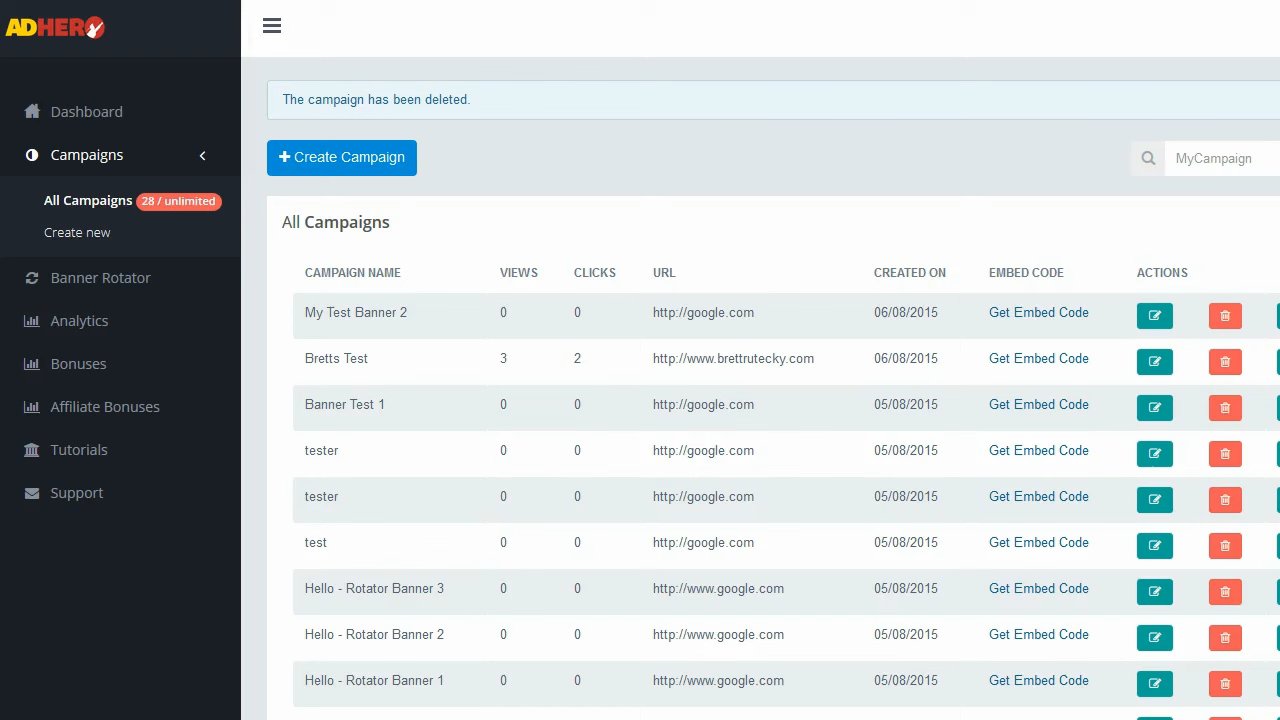 ADHERO
Dashboard
Campaigns
All Campaigns 28 / unlimited
Create new
Banner Rotator
Analytics
Bonuses
Affiliate Bonuses
Tutorials
Support
The campaign has been deleted.
Create Campaign
MyCampaign
All Campaigns
CAMPAIGN NAME VIEWS CLICKS URL CREATED ON EMBED CODE ACTIONS
My Test Banner 2 0 0 http://google.com 06/08/2015 Get Embed Code
Bretts Test 3 2 http://www.brettrutecky.com 06/08/2015 Get Embed Code
Banner Test 1 0 0 http://google.com 05/08/2015 Get Embed Code
tester 0 0 http://google.com 05/08/2015 Get Embed Code
tester 0 0 http://google.com 05/08/2015 Get Embed Code
test 0 0 http://google.com 05/08/2015 Get Embed Code
Hello - Rotator Banner 3 0 0 http://www.google.com 05/08/2015 Get Embed Code
Hello - Rotator Banner 2 0 0 http://www.google.com 05/08/2015 Get Embed Code
Hello - Rotator Banner 1 0 0 http://www.google.com 05/08/2015 Get Embed Code